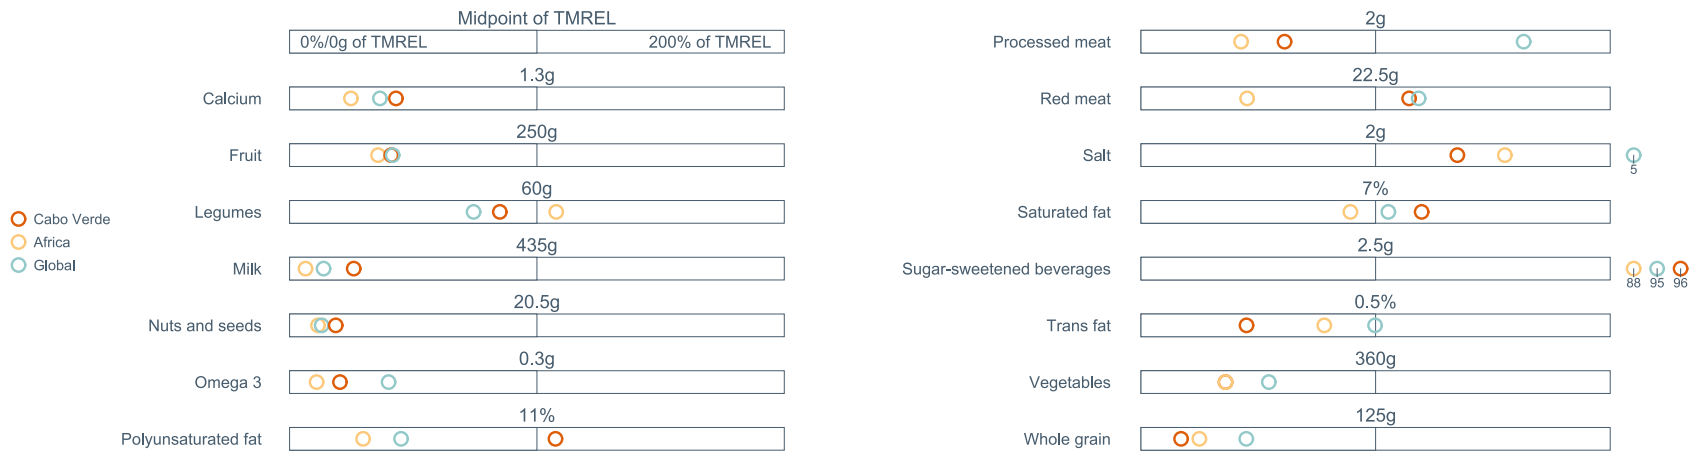 Midpoint of TMREL
0%/0g of TMREL
200% of TMREL
1.3g
Calcium
250g
Fruit
60g
Legumes
435g
Milk
20.5g
Nuts and seeds
0.3g
Omega 3
11%
Polyunsaturated fat
Cabo Verde
Africa
Global
2g
Processed meat
22.5g
Red meat
2g
Salt
5
7%
Saturated fat
2.5g
Sugar-sweetened beverages
88 95 96
0.5%
Trans fat
360g
Vegetables
125g
Whole grain